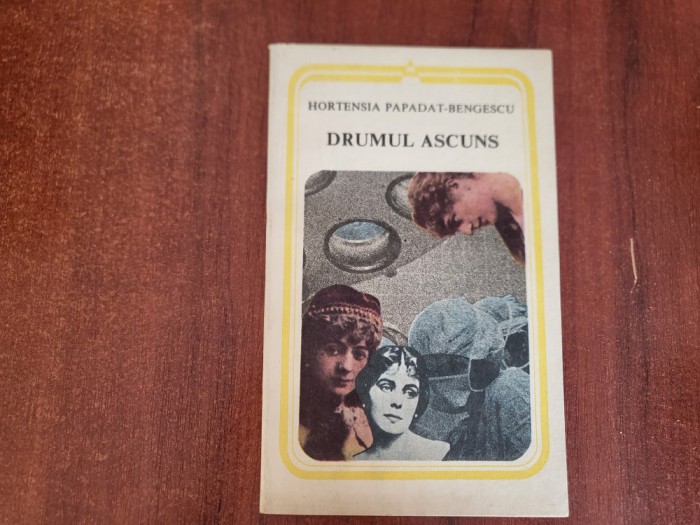 HORTENSIA PAPADAT-BENGESCU
DRUMUL ASCUNS